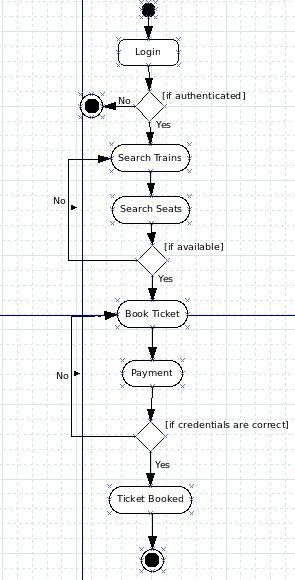 Login
[if authenticated]
No
Yes
Search Trains
No
Search Seats
[if available]
Yes
Book Ticket
Payment
No
[if credentials are correct]
Yes
Ticket Booked